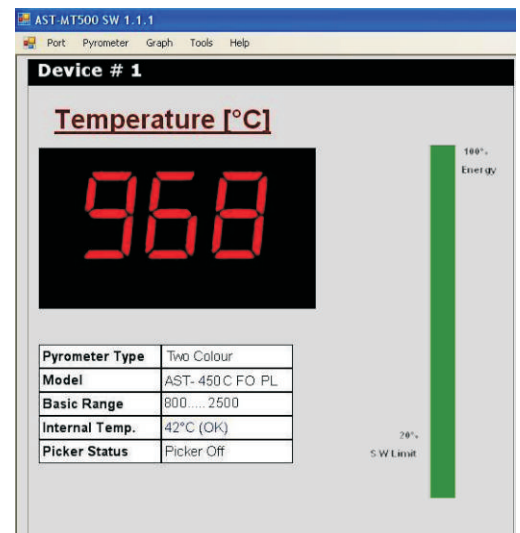 AST-MT500 SW 1.1.1
Port Pyrometer Graph Tools Help
Device # 1
Temperature [°C]
968
100%
Energy
Pyrometer Type Two Colour
Model AST- 450C FO PL
Basic Range 800..... 2500
Internal Temp. 42°C (OK)
Picker Status Picker Off
20%
S W Limit